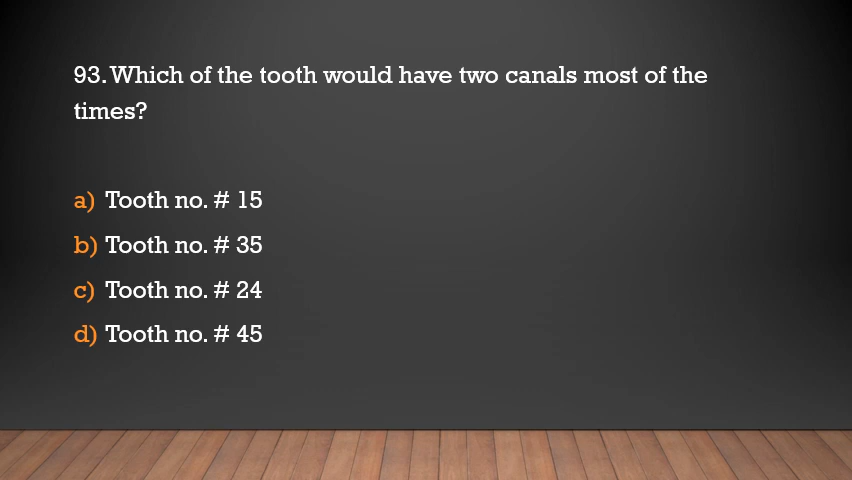 93. Which of the tooth would have two canals most of the
times?
a) Tooth no. # 15
b) Tooth no. # 35
c) Tooth no. # 24
d) Tooth no. # 45